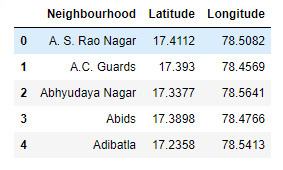 Neighbourhood Latitude Longitude
0 A. S. Rao Nagar 17.4112 78.5082
1 A.C. Guards 17.393 78.4569
2 Abhyudaya Nagar 17.3377 78.5641
3 Abids 17.3898 78.4766
4 Adibatla 17.2358 78.5413